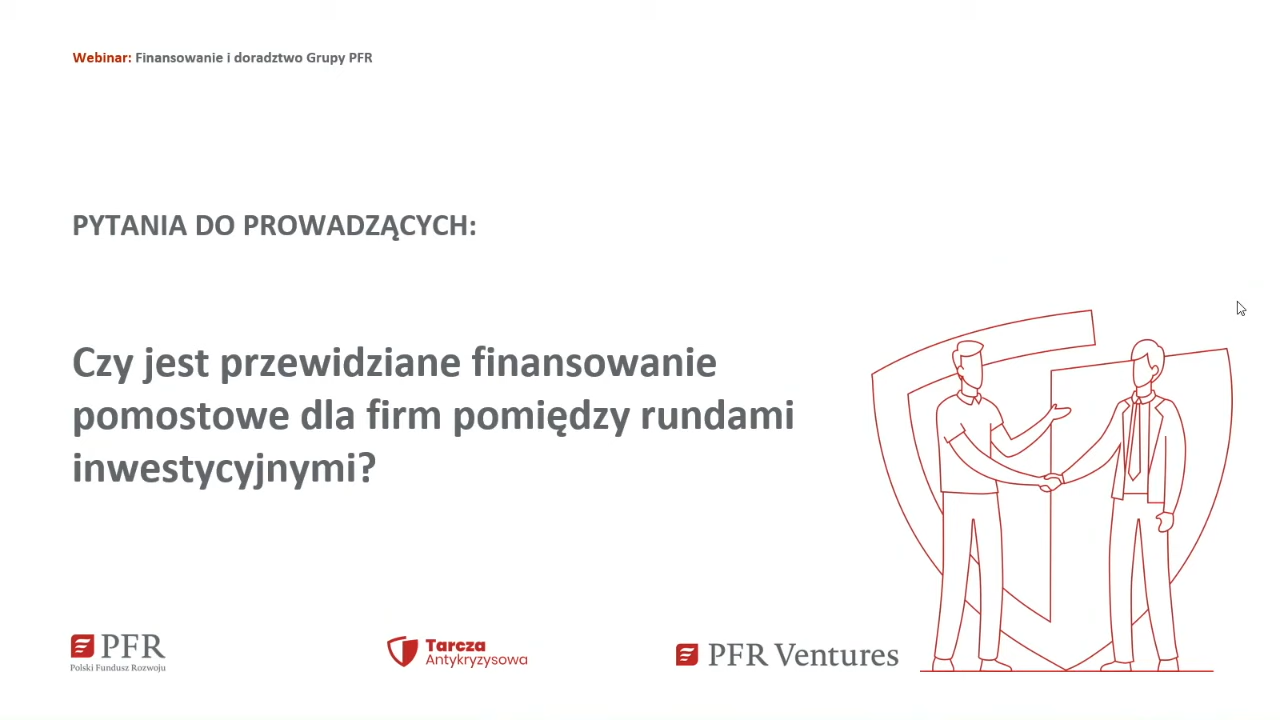 Webinar: Finansowanie i doradztwo Grupy PFR
PYTANIA DO PROWADZĄCYCH:
Czy jest przewidziane finansowanie
pomostowe dla firm pomiędzy rundami
inwestycyjnymi?
PFR
Polski Fundusz Rozwoju
Tarcza
Antykryzysowa
PFR Ventures